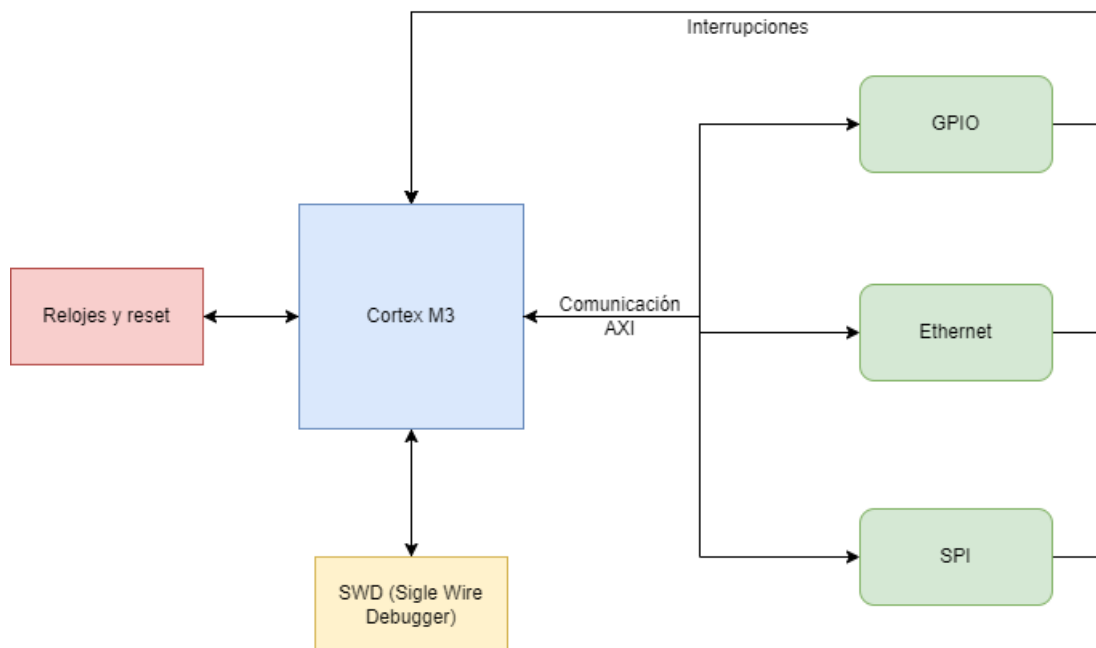 Interrupciones
GPIO
Relojes y reset
Cortex M3
Comunicación
AXI
Ethernet
SWD (Sigle Wire
Debugger)
SPI